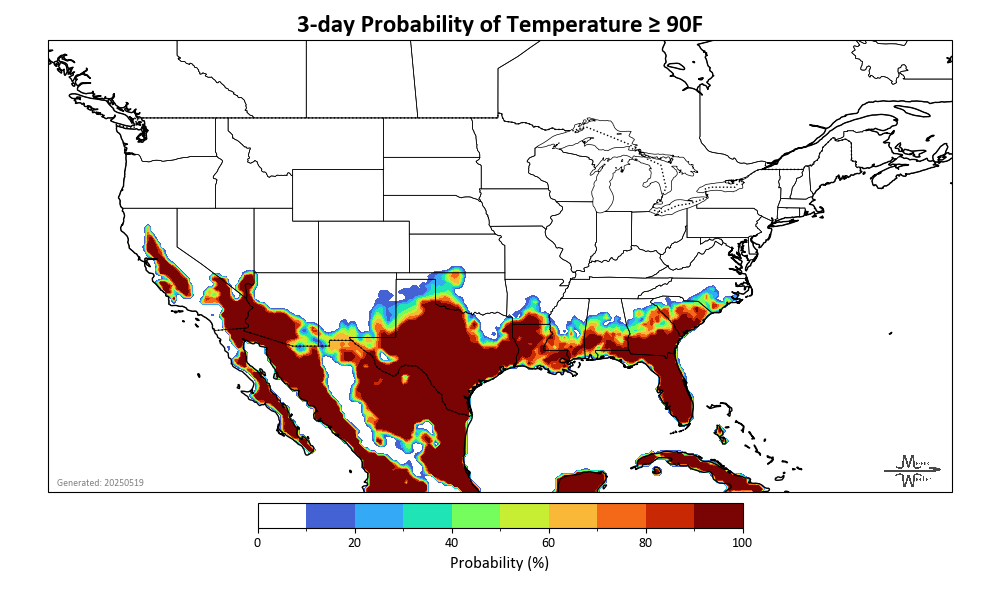 3-day Probability of Temperature ≥ 90F
Generated: 20250519
0 20 40 60 80 100
Probability (%)